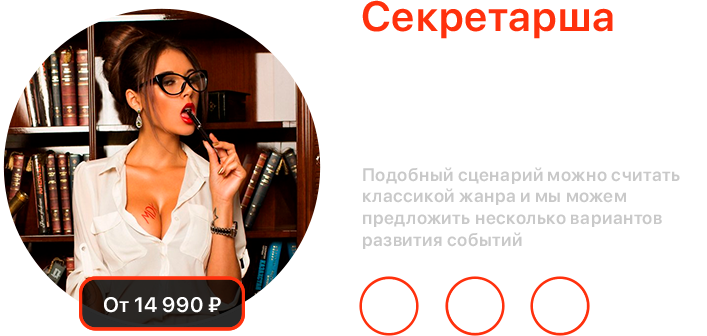 Секретарша
Подобный сценарий можно считать
классикой жанра и мы можем
предложить несколько вариантов
развития событий
От 14 990 ₽